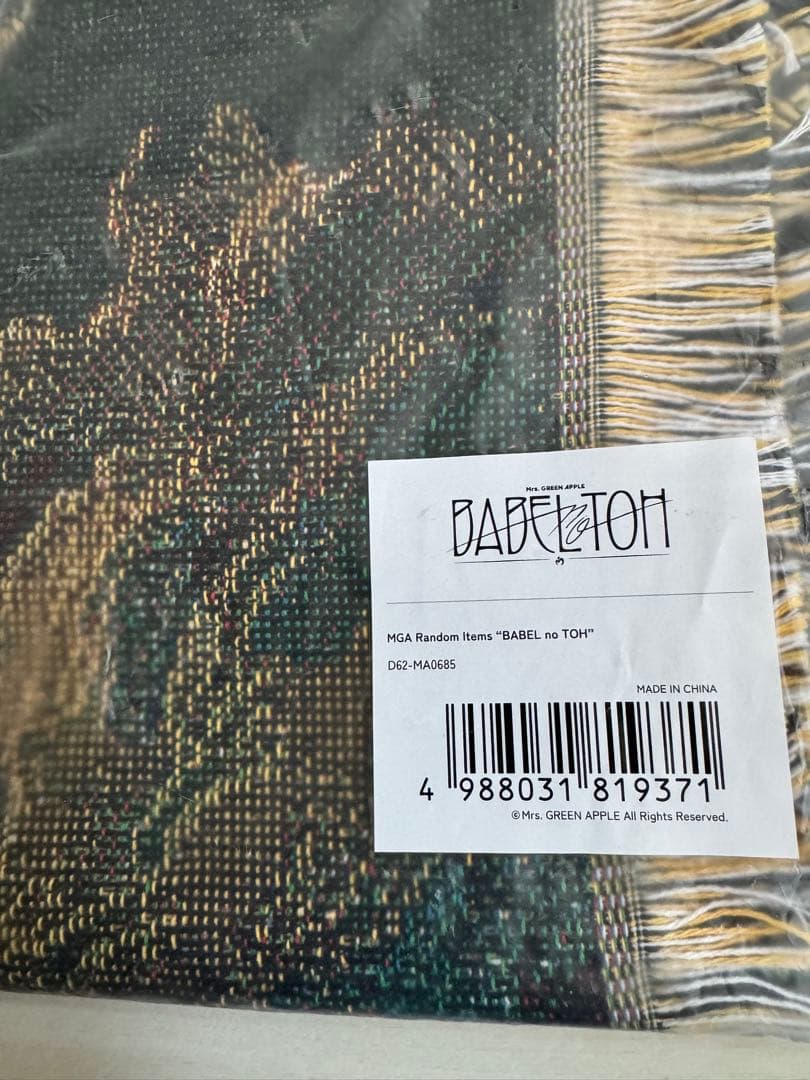 Mrs. GREEN APPLE
BABEL no TOH
MGA Random Items “BABEL no TOH”
D62-MA0685
MADE IN CHINA
4 988031 819371
©Mrs. GREEN APPLE All Rights Reserved.